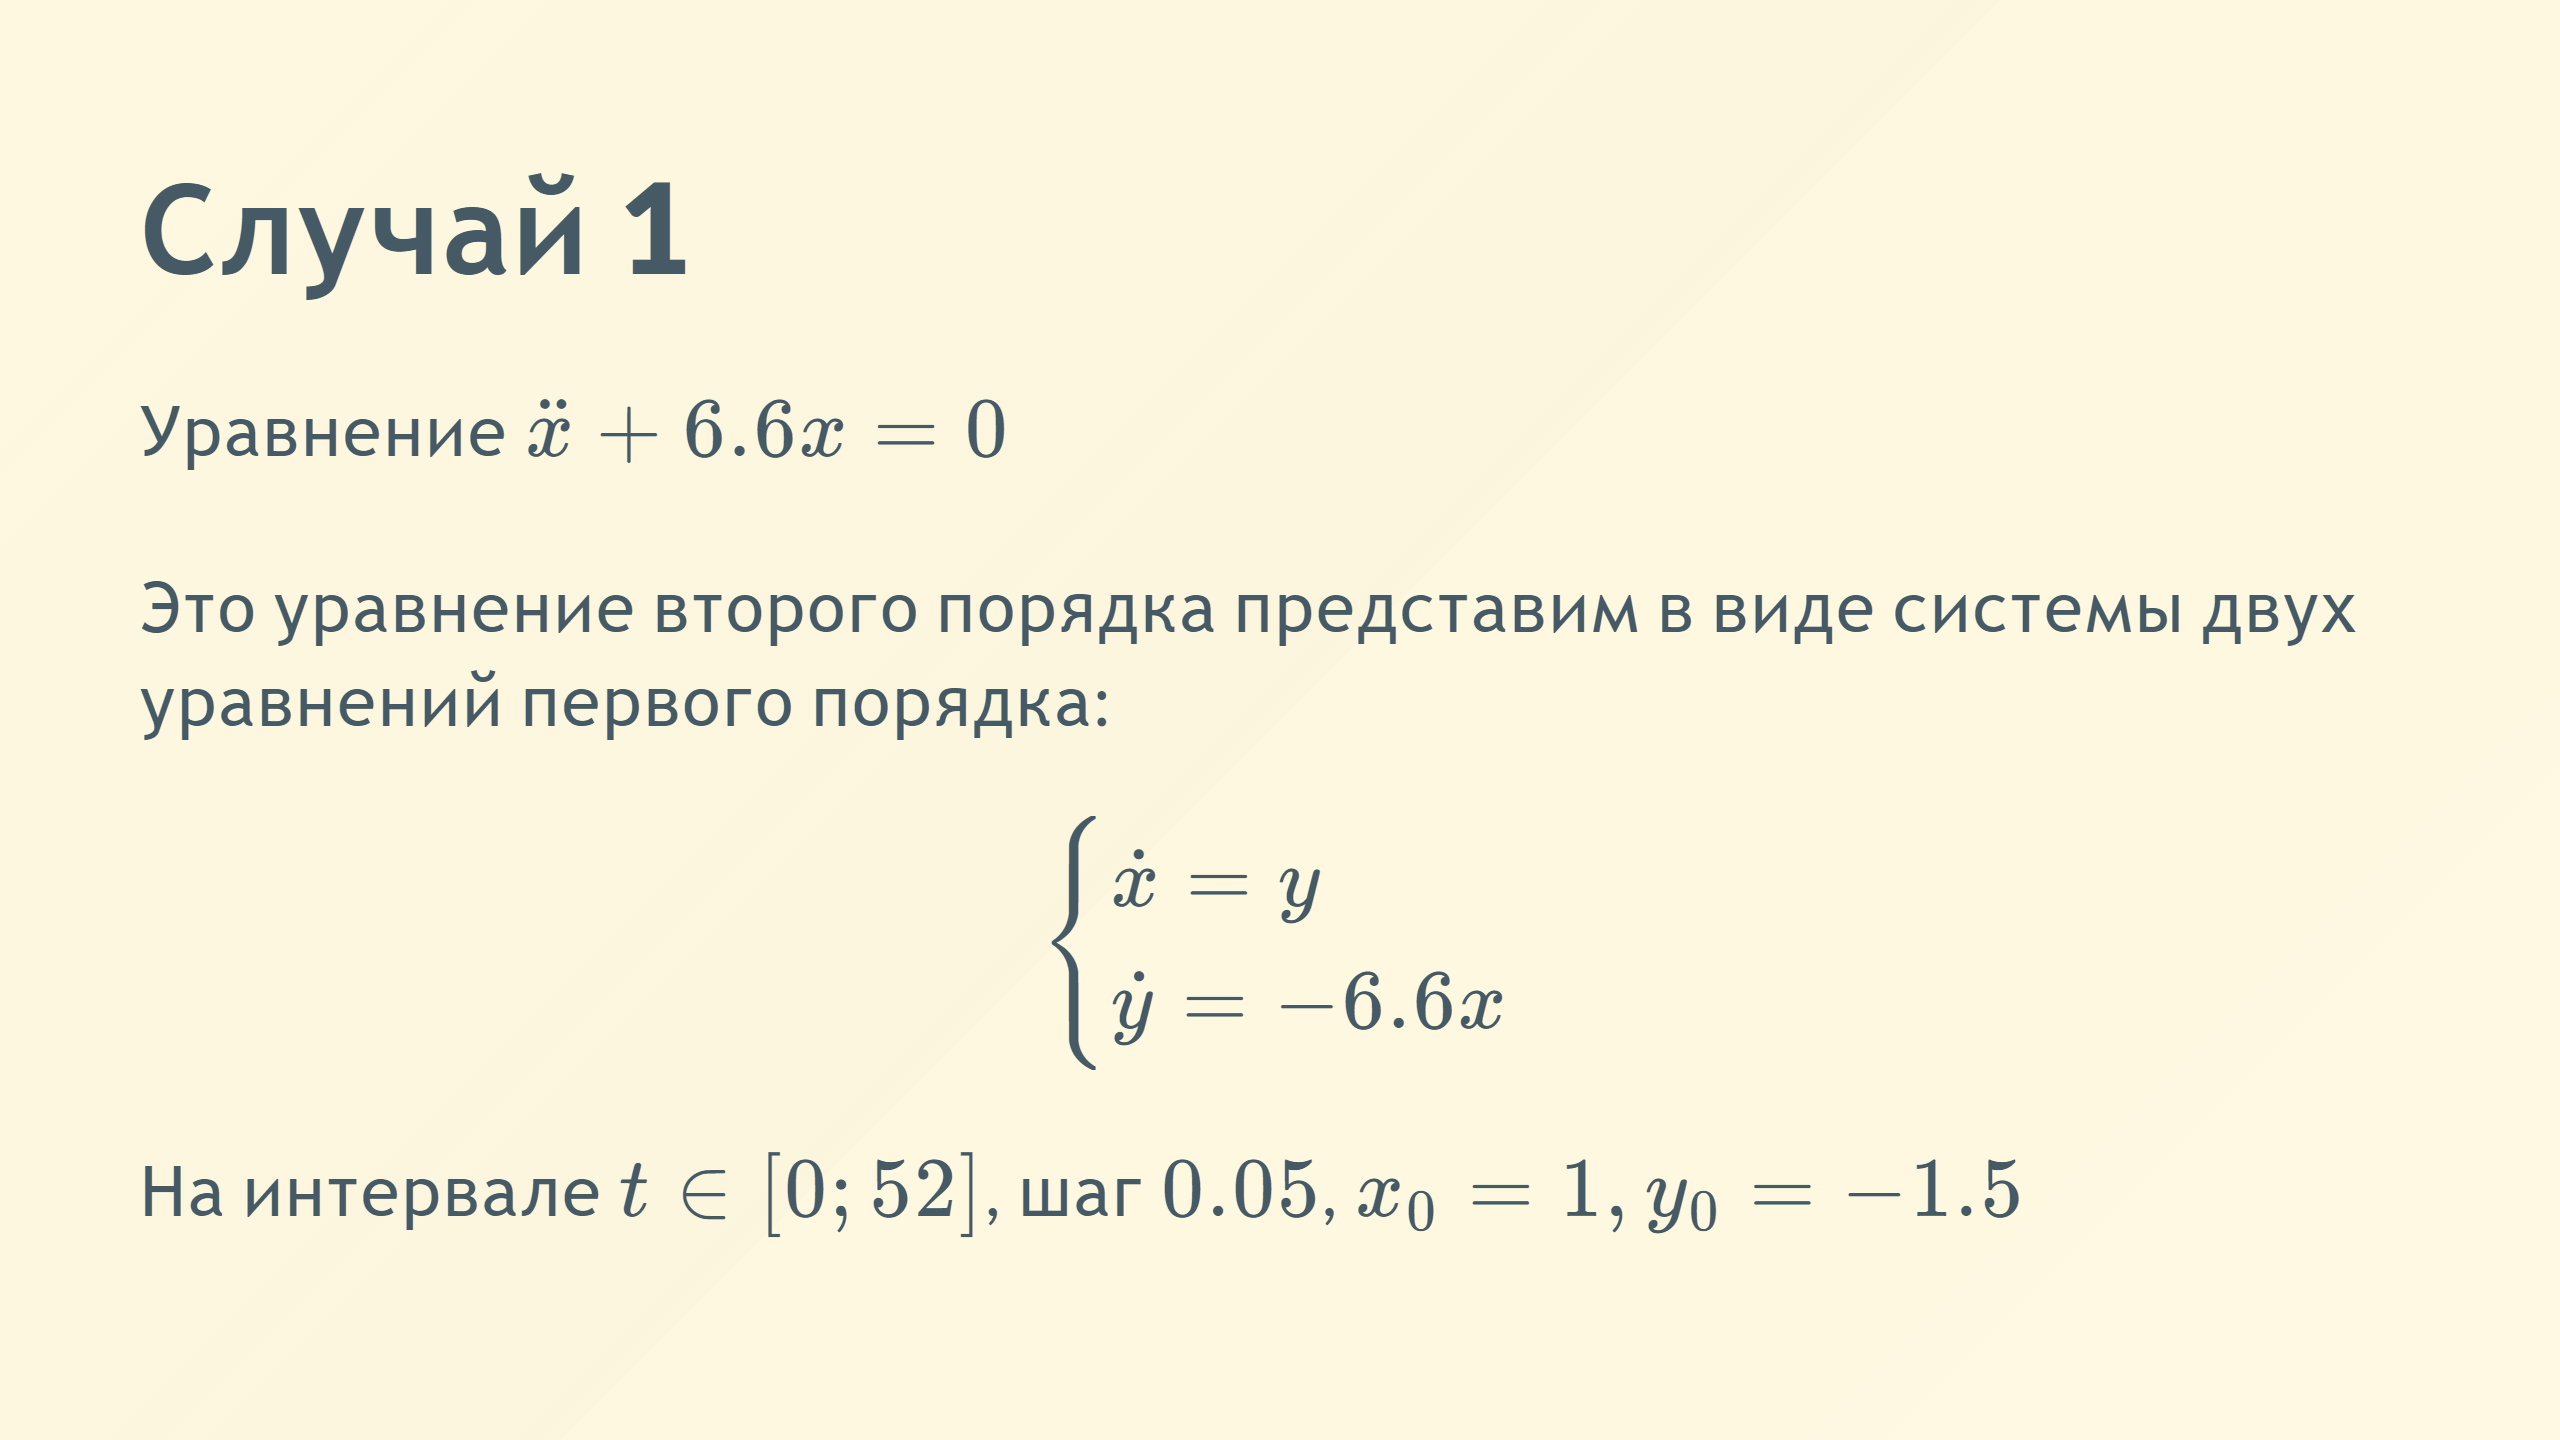 Случай 1
Уравнение ẍ + 6.6x = 0
Это уравнение второго порядка представим в виде системы двух
уравнений первого порядка:
ẋ = y
ẏ = −6.6x
На интервале t ∈ [0; 52], шаг 0.05, x₀ = 1, y₀ = −1.5